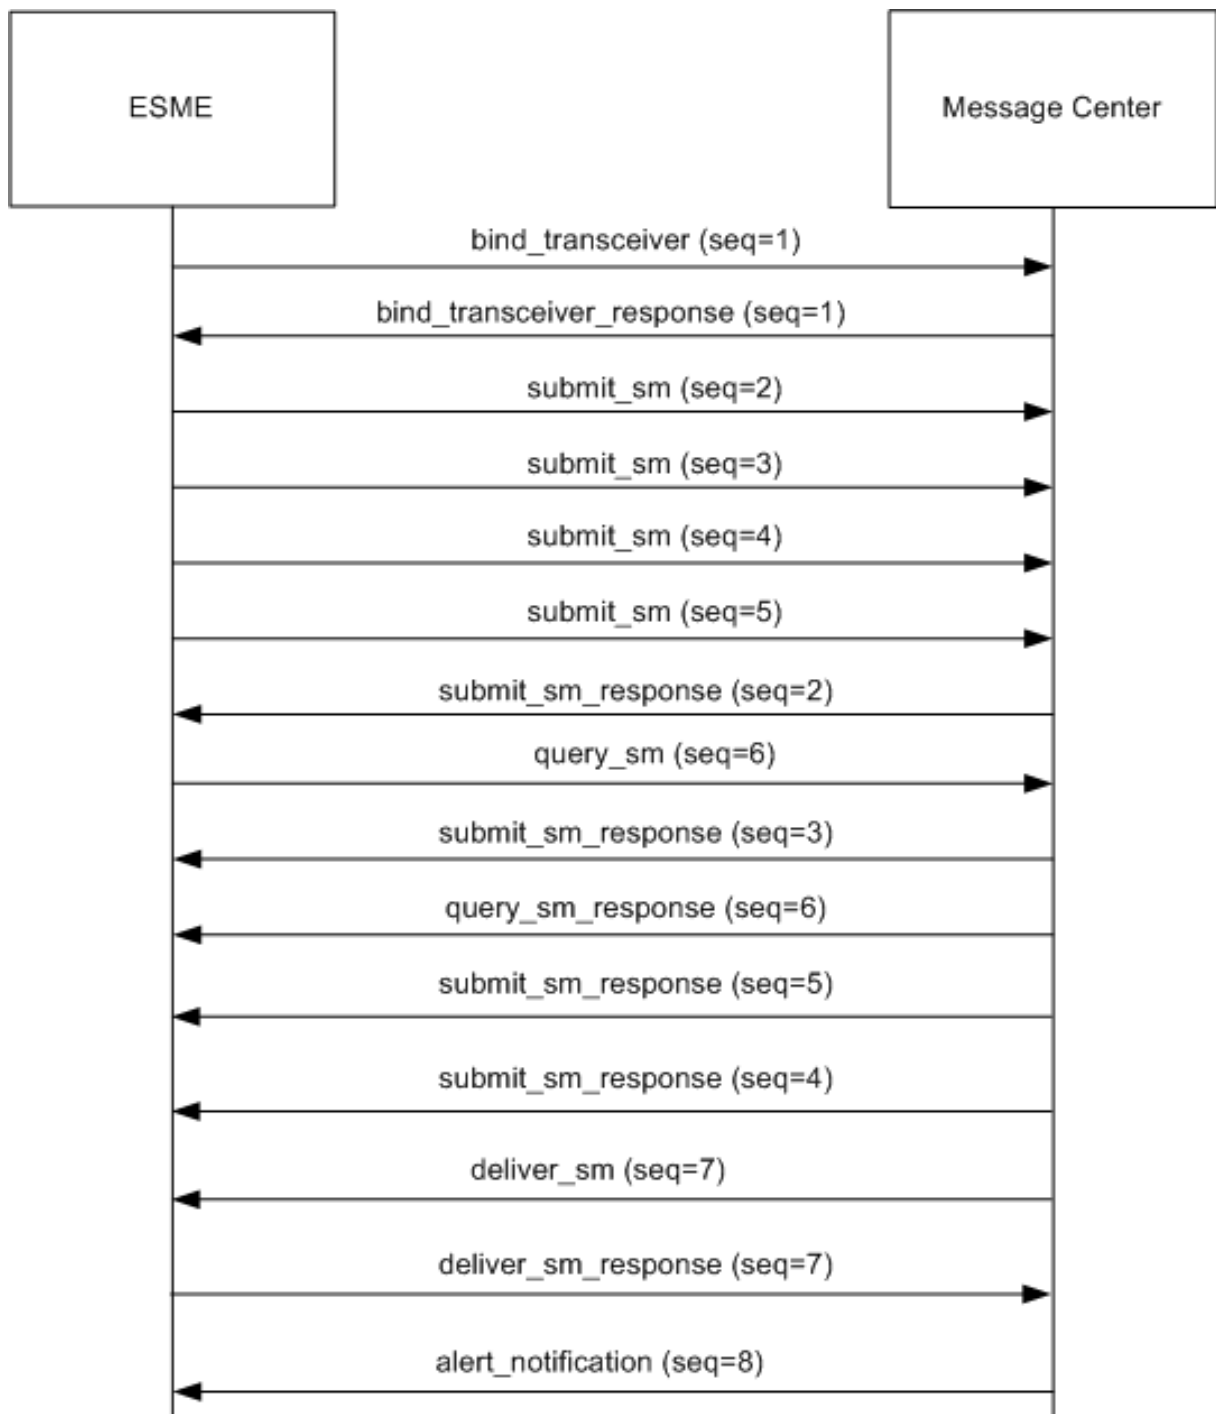 ESME
Message Center
bind_transceiver (seq=1)
bind_transceiver_response (seq=1)
submit_sm (seq=2)
submit_sm (seq=3)
submit_sm (seq=4)
submit_sm (seq=5)
submit_sm_response (seq=2)
query_sm (seq=6)
submit_sm_response (seq=3)
query_sm_response (seq=6)
submit_sm_response (seq=5)
submit_sm_response (seq=4)
deliver_sm (seq=7)
deliver_sm_response (seq=7)
alert_notification (seq=8)